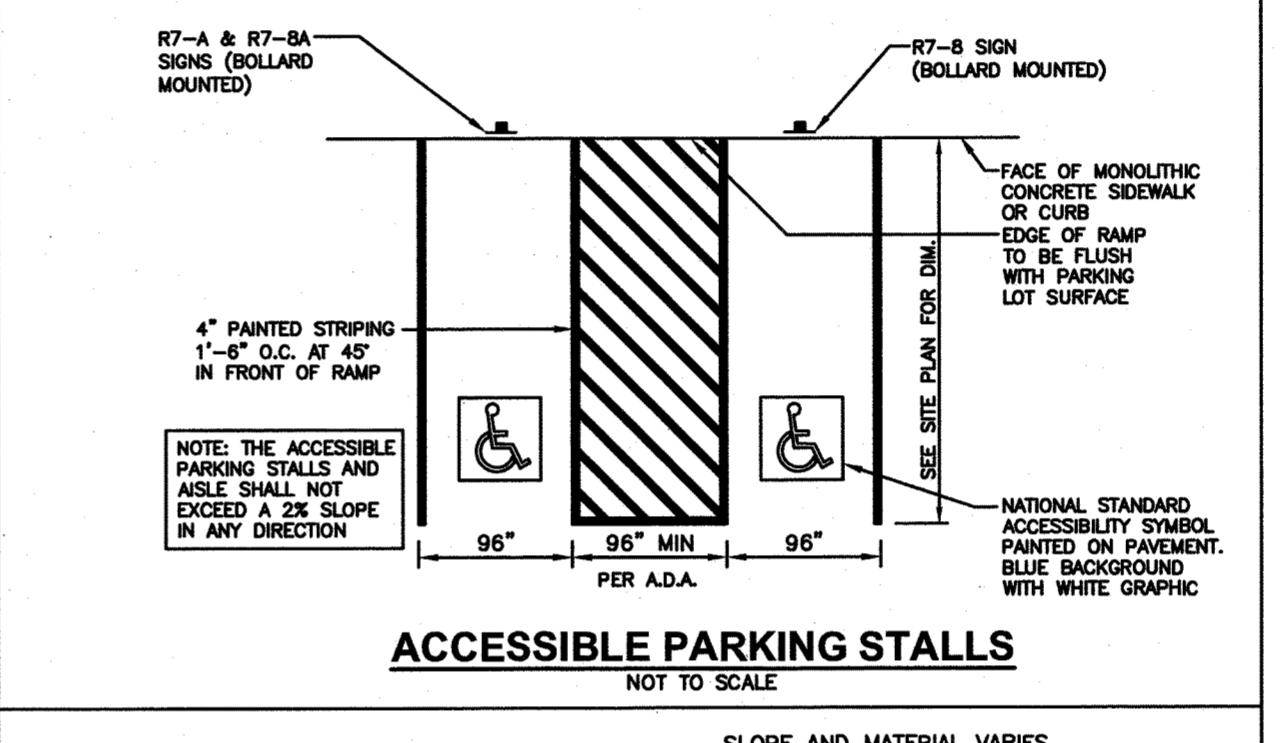 R7-A & R7-8A
SIGNS (BOLLARD
MOUNTED)
R7-8 SIGN
(BOLLARD MOUNTED)
FACE OF MONOLITHIC
CONCRETE SIDEWALK
OR CURB
EDGE OF RAMP
TO BE FLUSH
WITH PARKING
LOT SURFACE
SEE SITE PLAN FOR DIM.
4" PAINTED STRIPING
1'-6" O.C. AT 45°
IN FRONT OF RAMP
NOTE: THE ACCESSIBLE
PARKING STALLS AND
AISLE SHALL NOT
EXCEED A 2% SLOPE
IN ANY DIRECTION
NATIONAL STANDARD
ACCESSIBILITY SYMBOL
PAINTED ON PAVEMENT.
BLUE BACKGROUND
WITH WHITE GRAPHIC
96" 96" MIN 96"
PER A.D.A.
ACCESSIBLE PARKING STALLS
NOT TO SCALE
SLOPE AND MATERIAL VARIES